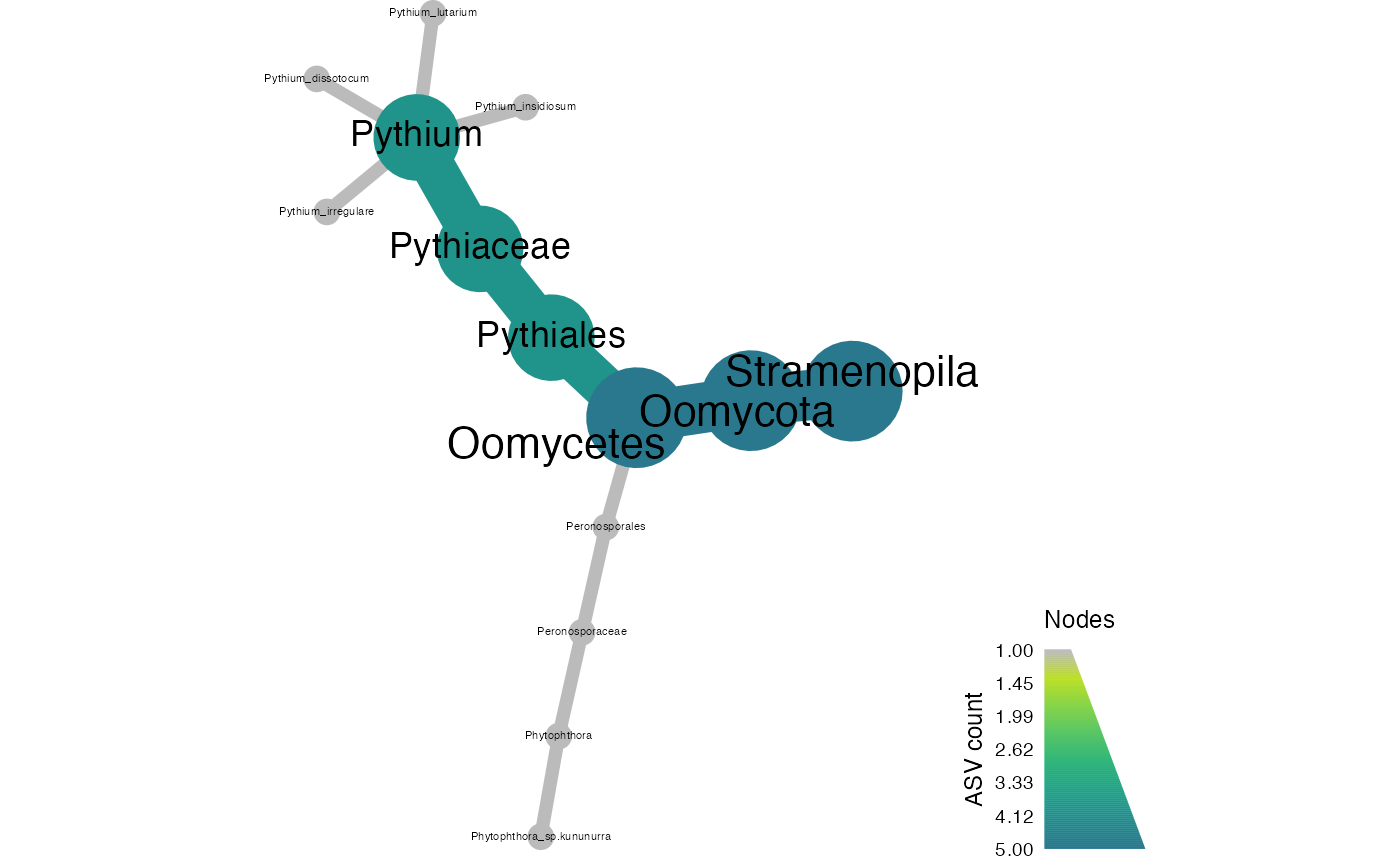 Pythium_lutarium
Pythium_dissotocum
Pythium_insidiosum
Pythium
Pythium_irregulare
Pythiaceae
Pythiales
Stramenopila
Oomycota
Oomycetes
Peronosporales
Peronosporaceae
Phytophthora
Phytophthora_sp.kununurra
Nodes
ASV count
1.00
1.45
1.99
2.62
3.33
4.12
5.00